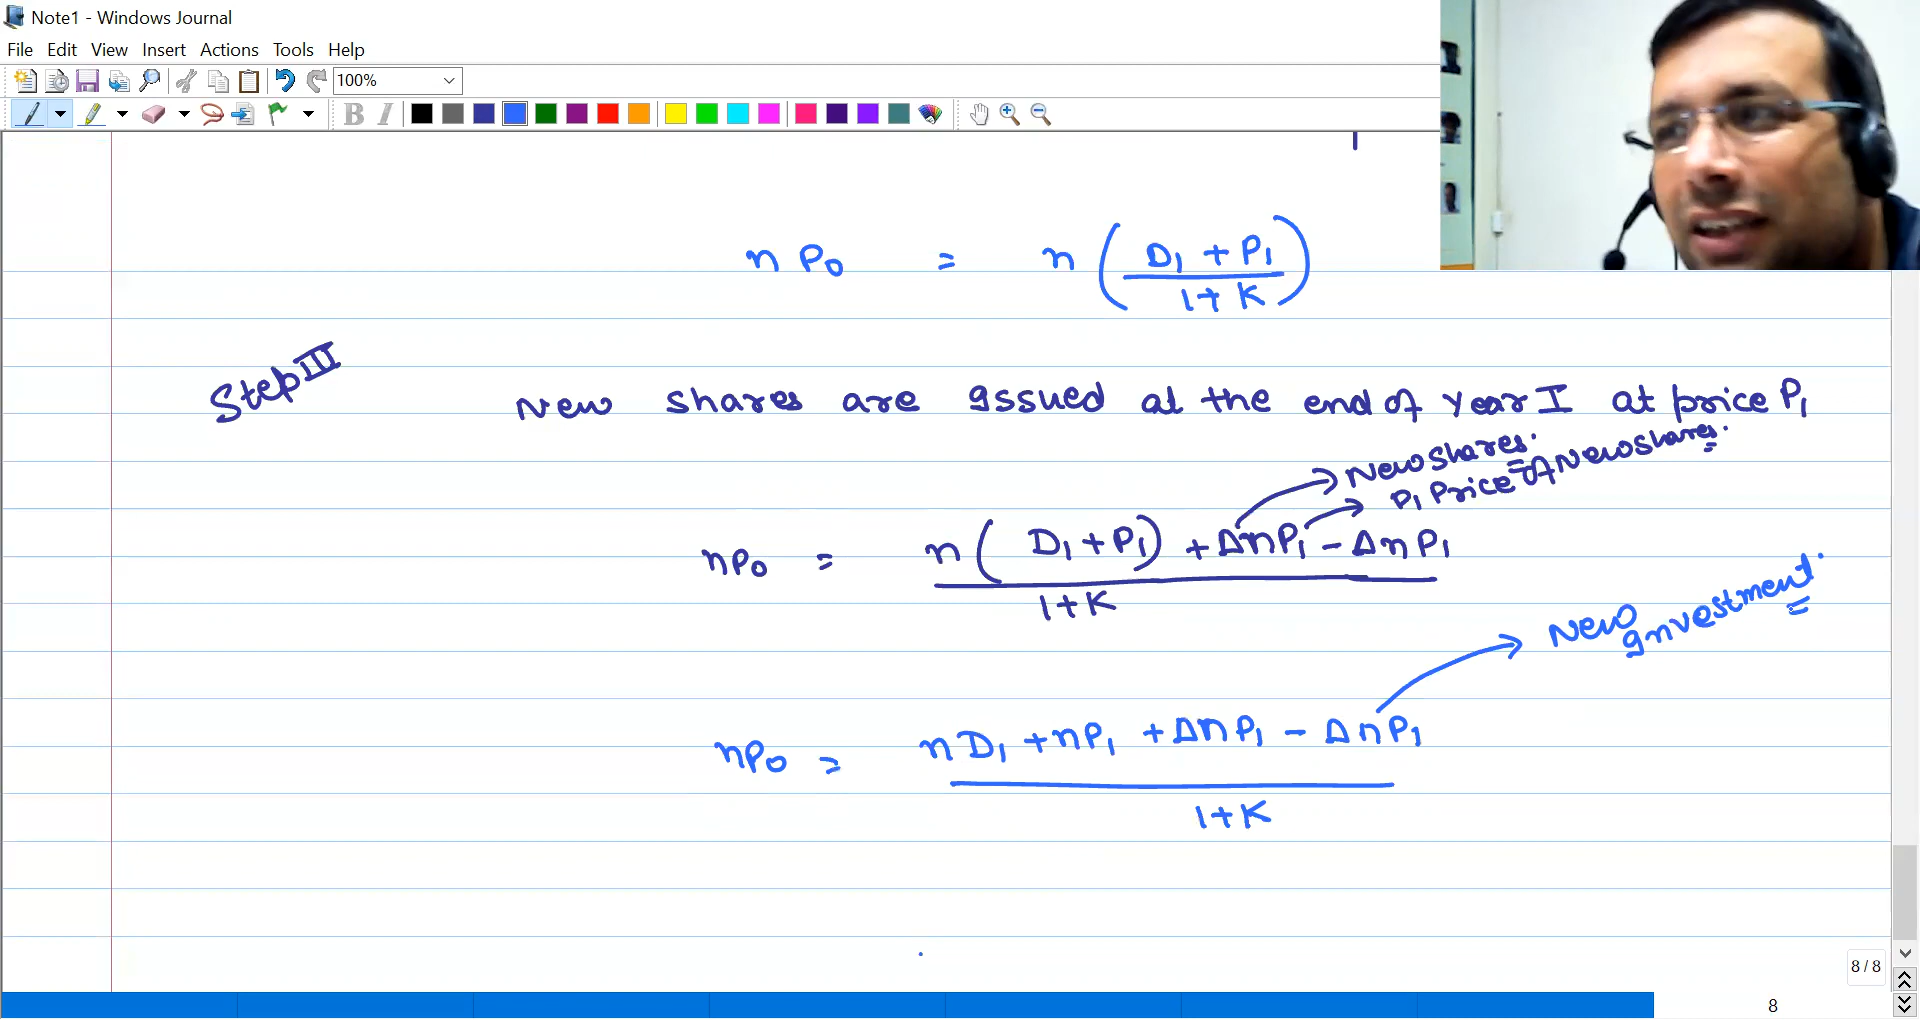 Note1 - Windows Journal
File Edit View Insert Actions Tools Help
100%
B I
n P₀ = n ( D₁ + P₁ / 1 + K )
Step III
New shares are issued at the end of year I at price P₁
New shares.
P₁ Price of New shares.
nP₀ = n ( D₁ + P₁ ) + ΔnP₁ - ΔnP₁ / 1 + K
New
investment.
nP₀ = nD₁ + nP₁ + ΔnP₁ - ΔnP₁ / 1 + K
8 / 8
8